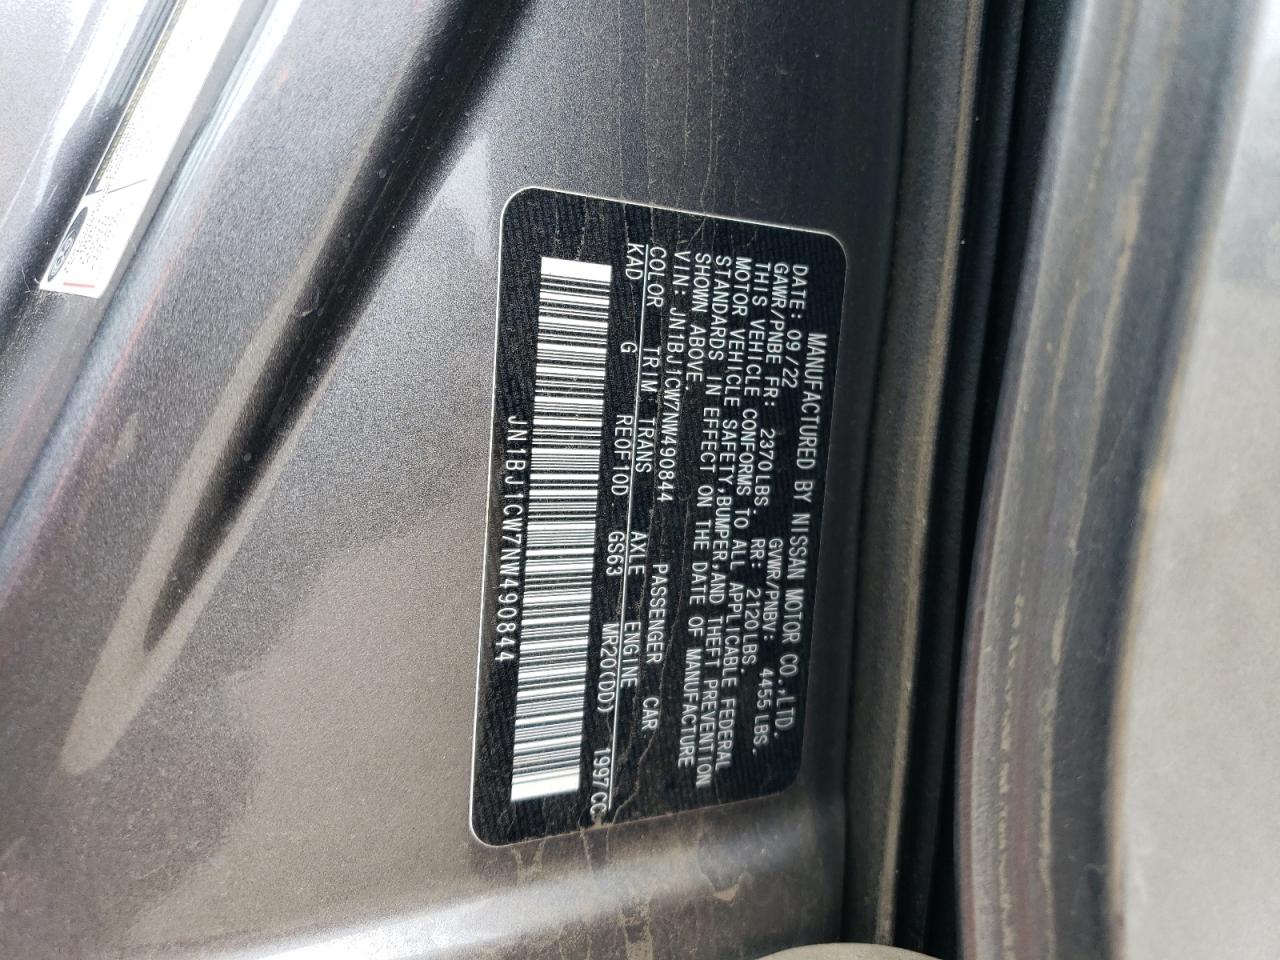 MANUFACTURED BY NISSAN MOTOR CO.,LTD.
DATE: 09/22 GVWR/PNBV: 4455 LBS.
GAWR/PNBE FR: 2370LBS RR: 2120LBS.
THIS VEHICLE CONFORMS TO ALL APPLICABLE FEDERAL
MOTOR VEHICLE SAFETY,BUMPER,AND THEFT PREVENTION
STANDARDS IN EFFECT ON THE DATE OF MANUFACTURE
SHOWN ABOVE.
VIN: JN1BJ1CW7NW490844 PASSENGER CAR
COLOR TRIM TRANS AXLE ENGINE
KAD G REOF10D GS63 MR20(DD) 1997CC
JN1BJ1CW7NW490844